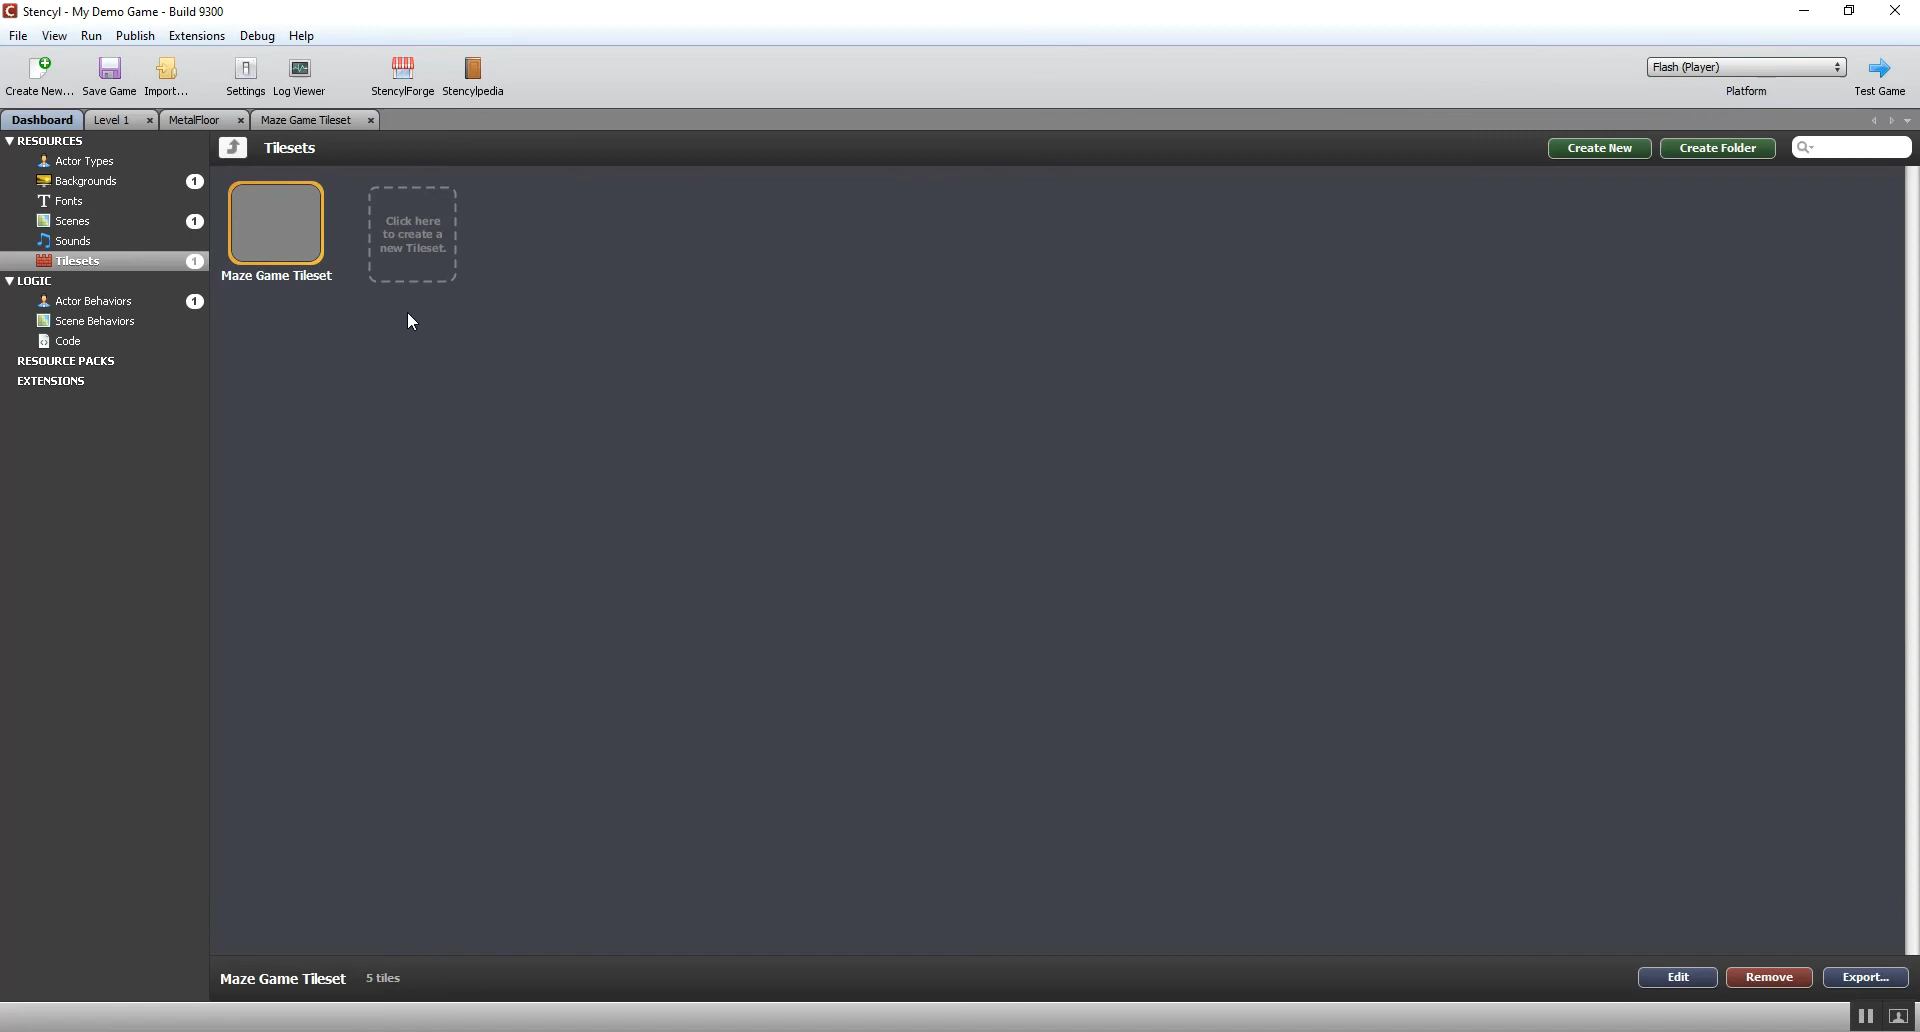 Stencyl - My Demo Game - Build 9300
File View Run Publish Extensions Debug Help
Create New... Save Game Import... Settings Log Viewer StencylForge Stencylpedia
Flash (Player)
Platform
Test Game
Dashboard Level 1 MetalFloor Maze Game Tileset
RESOURCES
Actor Types
Backgrounds 1
Fonts
Scenes 1
Sounds
Tilesets 1
LOGIC
Actor Behaviors 1
Scene Behaviors
Code
RESOURCE PACKS
EXTENSIONS
Tilesets
Create New Create Folder
Maze Game Tileset
Click here
to create a
new Tileset.
Maze Game Tileset 5 tiles
Edit Remove Export...